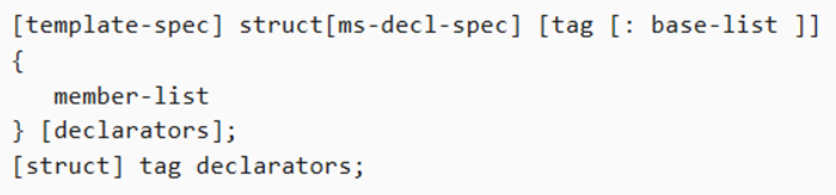 [template-spec] struct[ms-decl-spec] [tag [: base-list ]]
{
   member-list
} [declarators];
[struct] tag declarators;